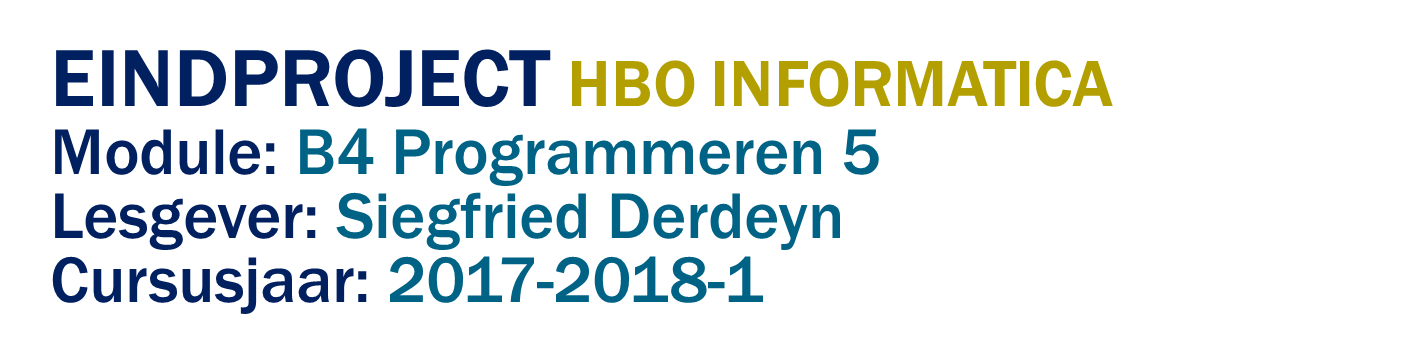 EINDPROJECT HBO INFORMATICA
Module: B4 Programmeren 5
Lesgever: Siegfried Derdeyn
Cursusjaar: 2017-2018-1